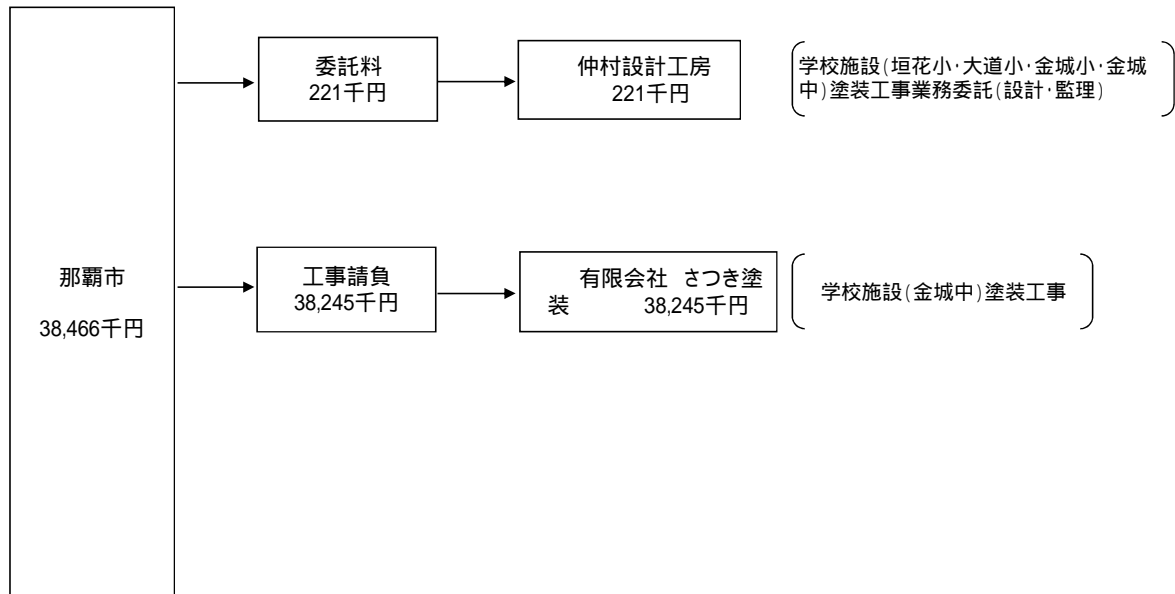 那覇市
38,466千円
委託料
221千円
仲村設計工房
221千円
学校施設(垣花小・大道小・金城小・金城
中)塗装工事業務委託(設計・監理)
工事請負
38,245千円
有限会社 さつき塗
装 38,245千円
学校施設(金城中)塗装工事